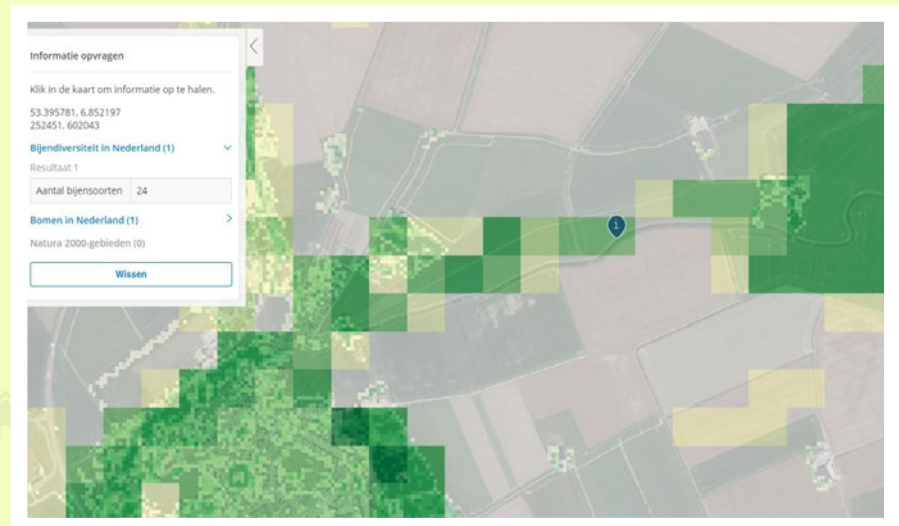 Informatie opvragen
Klik in de kaart om informatie op te halen.
53.395781, 6.852197
252451, 602043
Bijendiversiteit in Nederland (1)
Resultaat 1
Aantal bijensoorten 24
Bomen in Nederland (1)
Natura 2000-gebieden (0)
Wissen